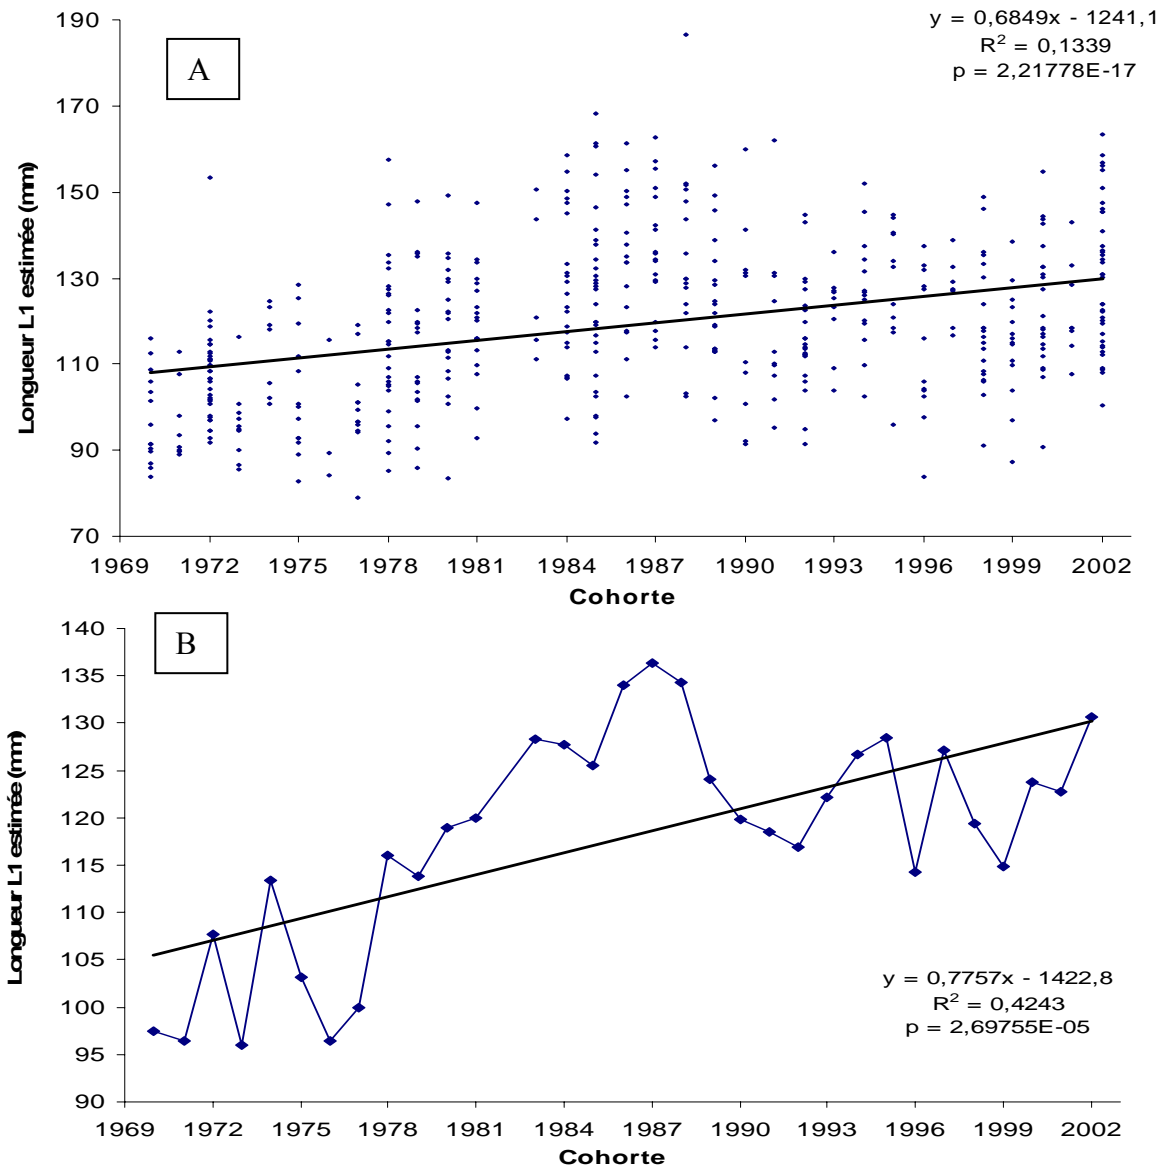 y = 0,6849x - 1241,1
R² = 0,1339
p = 2,21778E-17
A
Longueur L1 estimée (mm)
190
170
150
130
110
90
70
1969 1972 1975 1978 1981 1984 1987 1990 1993 1996 1999 2002
Cohorte
B
Longueur L1 estimée (mm)
140
135
130
125
120
115
110
105
100
95
90
y = 0,7757x - 1422,8
R² = 0,4243
p = 2,69755E-05
1969 1972 1975 1978 1981 1984 1987 1990 1993 1996 1999 2002
Cohorte